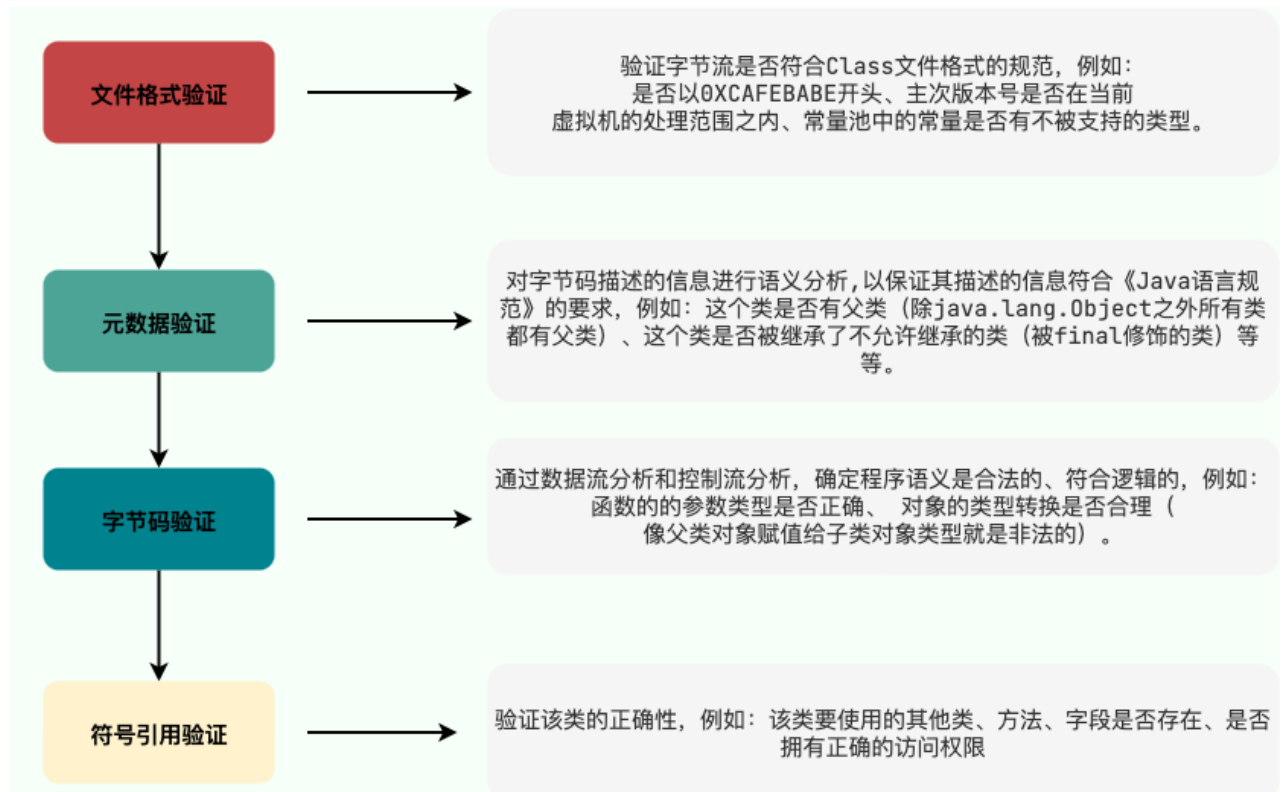 文件格式验证
验证字节流是否符合Class文件格式的规范，例如：
是否以0XCAFEBABE开头、主次版本号是否在当前
虚拟机的处理范围之内、常量池中的常量是否有不被支持的类型。
元数据验证
对字节码描述的信息进行语义分析,以保证其描述的信息符合《Java语言规
范》的要求，例如：这个类是否有父类（除java.lang.Object之外所有类
都有父类）、这个类是否被继承了不允许继承的类（被final修饰的类）等
等。
字节码验证
通过数据流分析和控制流分析，确定程序语义是合法的、符合逻辑的，例如：
函数的的参数类型是否正确、 对象的类型转换是否合理（
像父类对象赋值给子类对象类型就是非法的）。
符号引用验证
验证该类的正确性，例如：该类要使用的其他类、方法、字段是否存在、是否
拥有正确的访问权限